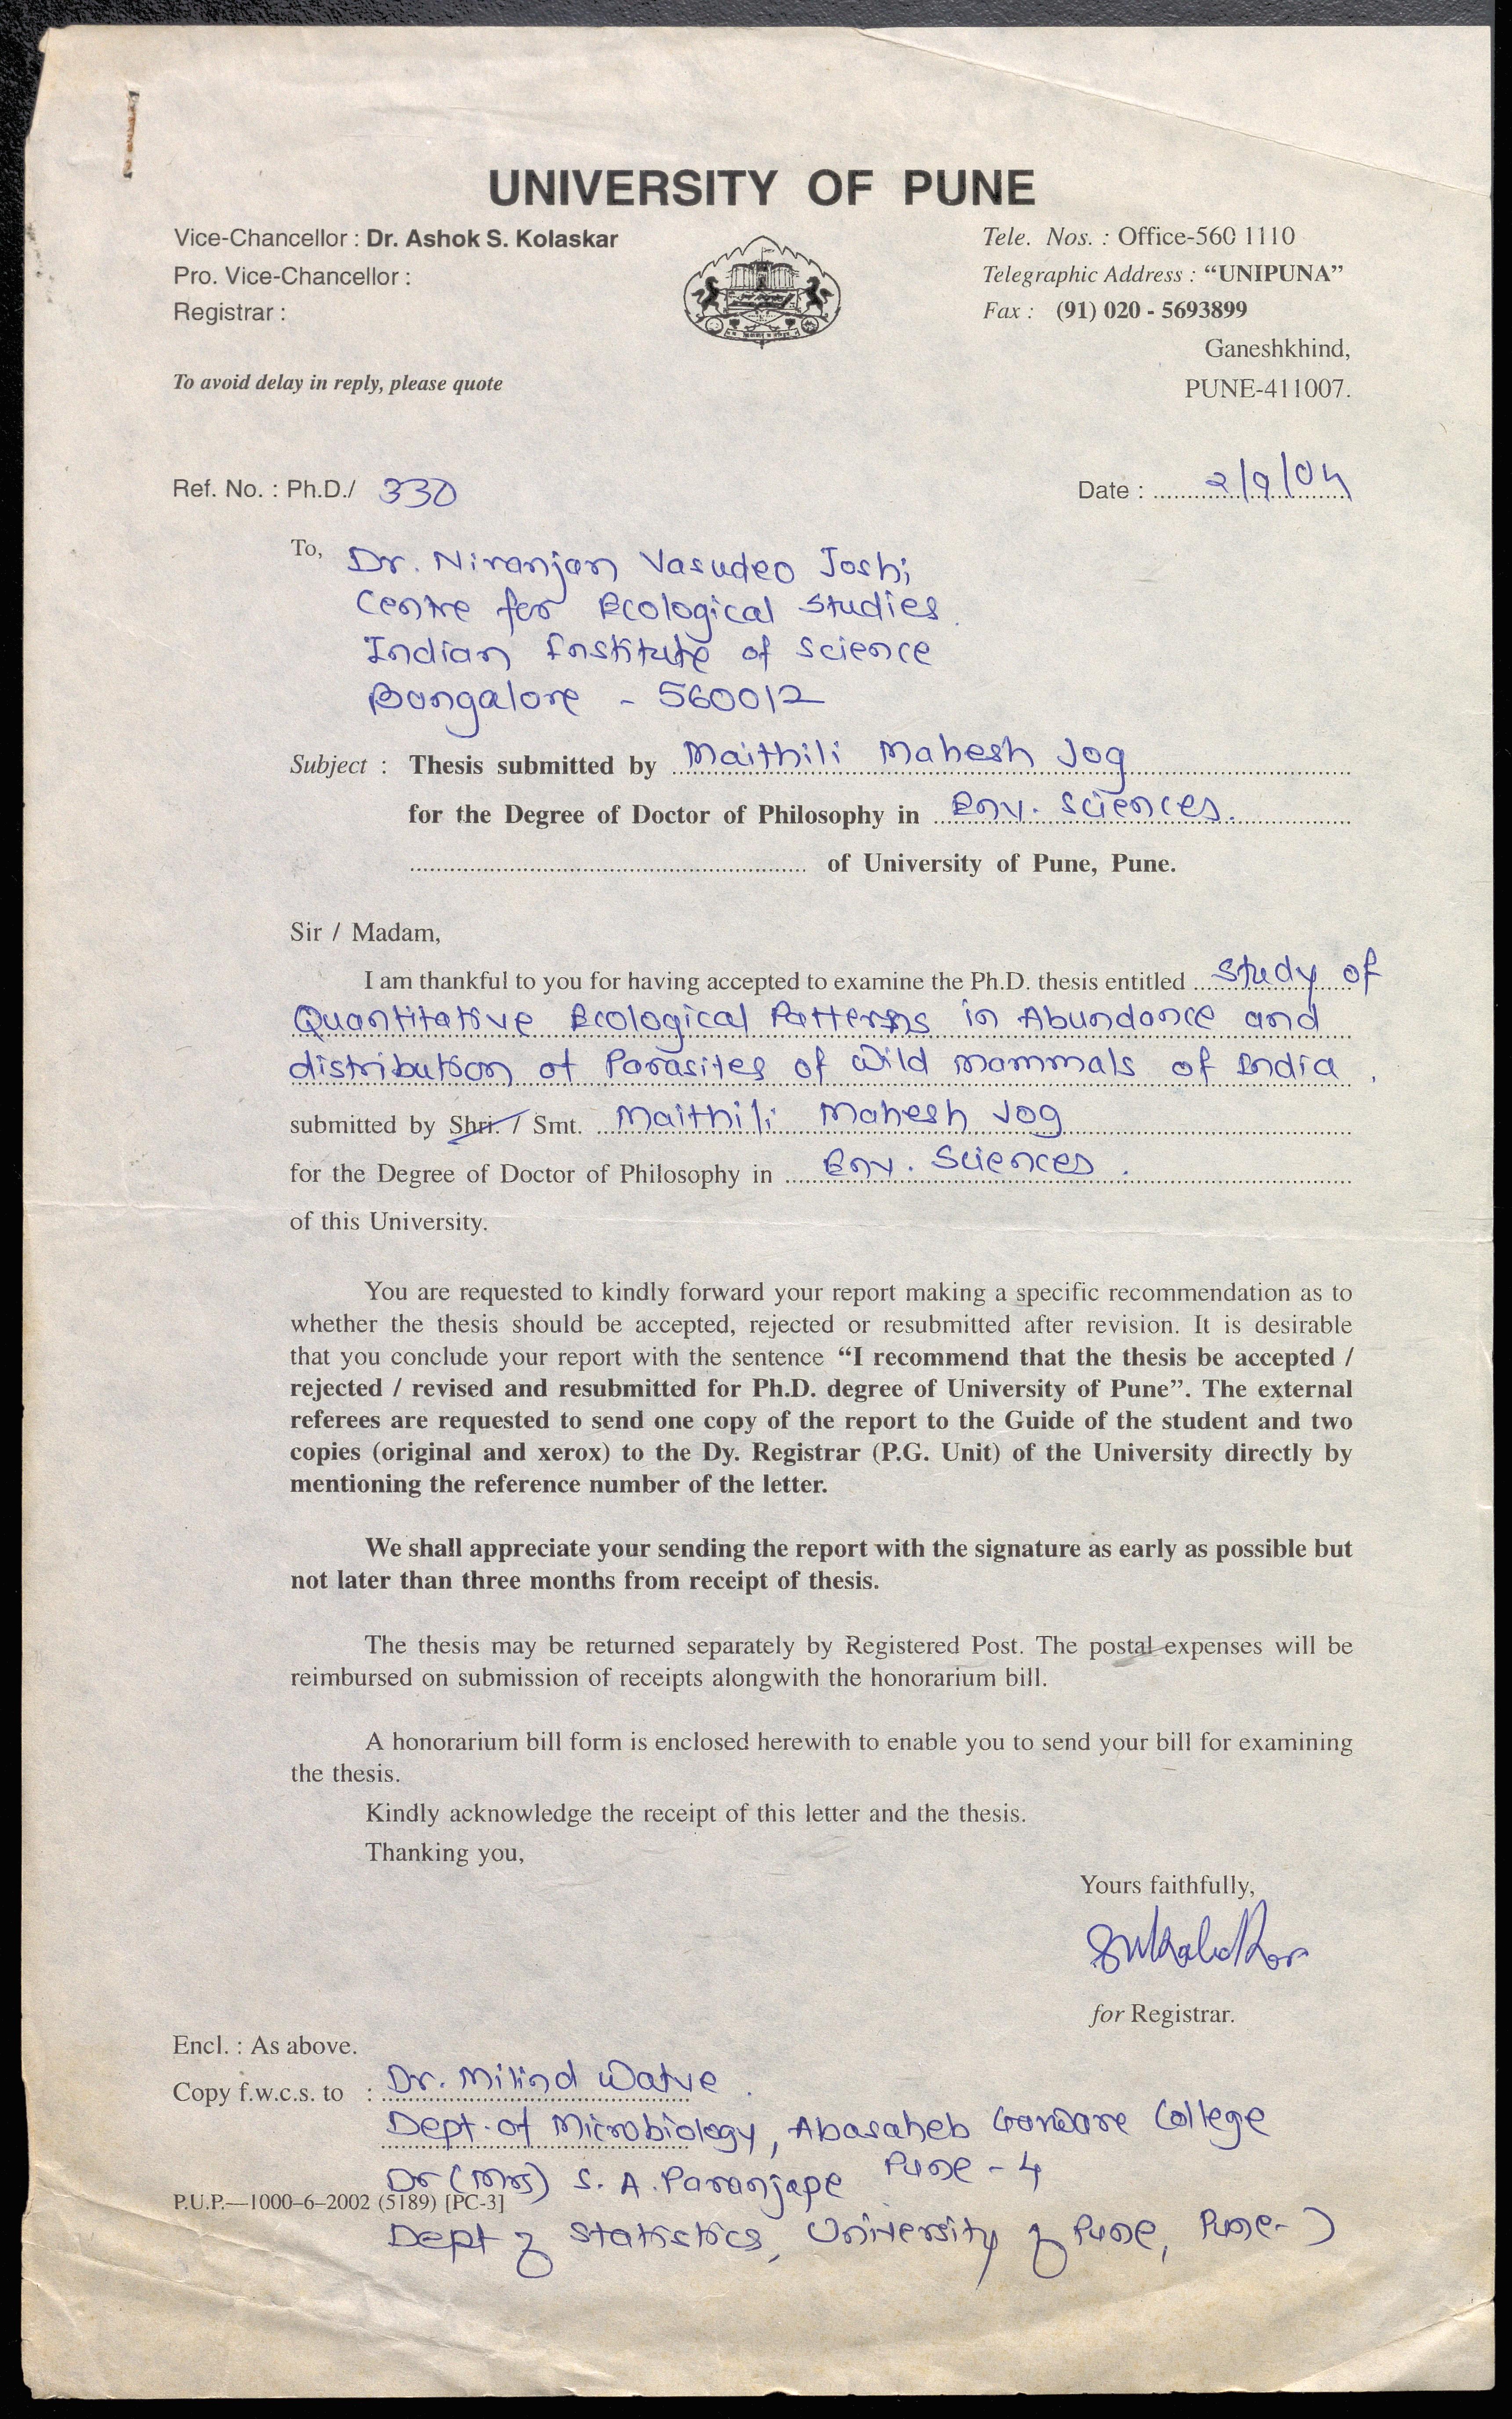 UNIVERSITY OF PUNE
Vice-Chancellor : Dr. Ashok S. Kolaskar
Pro. Vice-Chancellor :
Registrar :
Tele. Nos. : Office-560 1110
Telegraphic Address : “UNIPUNA”
Fax : (91) 020 - 5693899
Ganeshkhind,
PUNE-411007.
To avoid delay in reply, please quote
Ref. No. : Ph.D./ 330
Date : 2/9/04
To, Dr. Niranjan Vasudeo Joshi
Centre for Ecological Studies
Indian Institute of Science
Bangalore - 560012
Subject : Thesis submitted by Maithili Mahesh Jog
for the Degree of Doctor of Philosophy in Env. Sciences.
of University of Pune, Pune.
Sir / Madam,
I am thankful to you for having accepted to examine the Ph.D. thesis entitled Study of
Quantitative Ecological Patterns in Abundance and
distribution of Parasites of wild mammals of India.
submitted by Shri. / Smt. Maithili Mahesh Jog
for the Degree of Doctor of Philosophy in Env. Sciences.
of this University.
You are requested to kindly forward your report making a specific recommendation as to
whether the thesis should be accepted, rejected or resubmitted after revision. It is desirable
that you conclude your report with the sentence “I recommend that the thesis be accepted /
rejected / revised and resubmitted for Ph.D. degree of University of Pune”. The external
referees are requested to send one copy of the report to the Guide of the student and two
copies (original and xerox) to the Dy. Registrar (P.G. Unit) of the University directly by
mentioning the reference number of the letter.
We shall appreciate your sending the report with the signature as early as possible but
not later than three months from receipt of thesis.
The thesis may be returned separately by Registered Post. The postal expenses will be
reimbursed on submission of receipts alongwith the honorarium bill.
A honorarium bill form is enclosed herewith to enable you to send your bill for examining
the thesis.
Kindly acknowledge the receipt of this letter and the thesis.
Thanking you,
Yours faithfully,
for Registrar.
Encl. : As above.
Copy f.w.c.s. to : Dr. Milind Watve.
Dept. of Microbiology, Abasaheb Garware College
Pune - 4
Dr (Mrs) S. A. Paranjape
P.U.P.—1000–6–2002 (5189) [PC-3]
Dept of Statistics, University of Pune, Pune-7